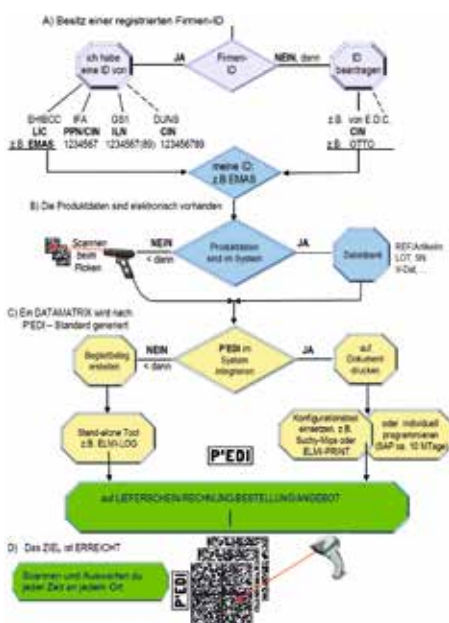 A) Besitz einer registrierten Firmen-ID
ich habe
eine ID von
JA
Firmen-
ID
NEIN, dann
ID
beantragen
EHIBCC IFA GS1 DUNS
LIC PPN/CIN ILN CIN
z.B. EMAS 1234567 1234567(89) 123456789
z.B. von E.D.C.
CIN
z.B. OTTO
meine ID:
z.B EMAS
B) Die Produktdaten sind elektronisch vorhanden
Scannen
beim
Picken
NEIN
< dann
Produktdaten
sind im System
JA
Datenbank
REF/Artikelnr.
LOT, SN,
V-Dat, ...
C) Ein DATAMATRIX wird nach
P'EDI – Standard generiert
Begleitbeleg
erstellen
NEIN
< dann
P'EDI im
System
integrieren
JA
auf
Dokument
drucken
Stand-alone Tool
z.B. ELMI-LOG
Konfigurationstool
einsetzen, z.B.
Suchy-Mips oder
ELMI-PRINT
oder individuell
programmieren
(SAP ca. 10 MTage)
P'EDI
auf LIEFERSCHEIN/RECHNUNG/BESTELLUNG/ANGEBOT
D) Das ZIEL ist ERREICHT
Scannen und Auswerten zu
jeder Zeit an jedem Ort
P'EDI